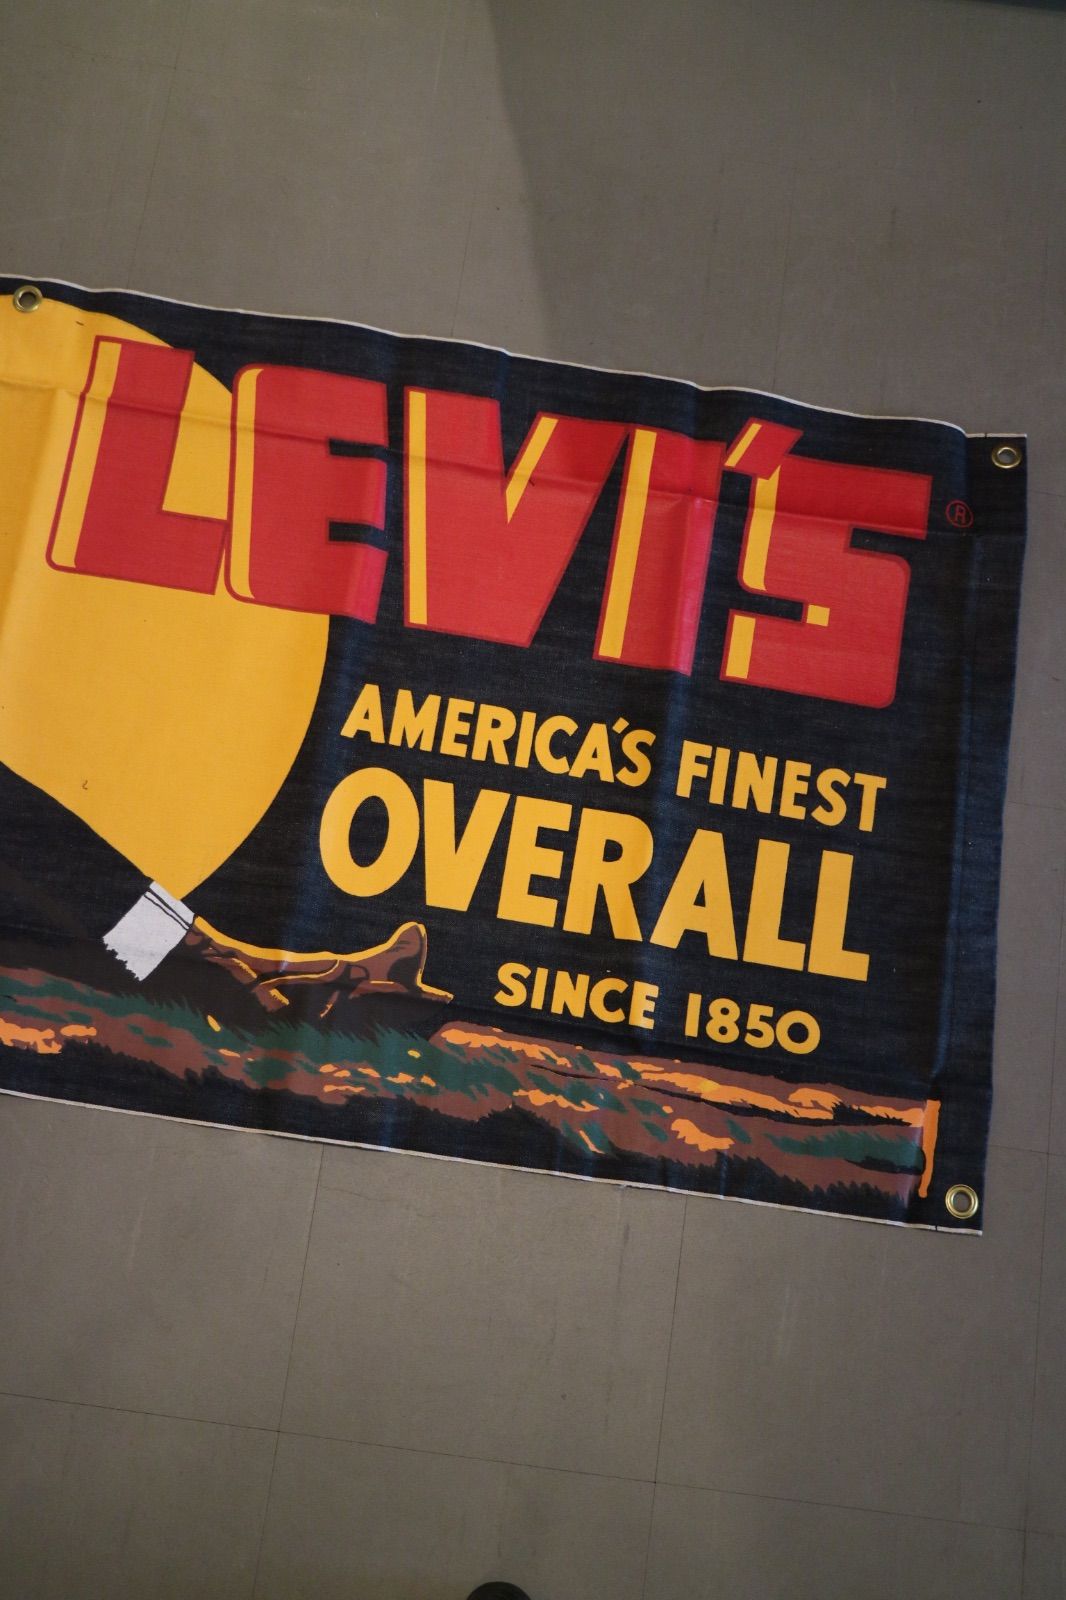 LEVI'S ®
AMERICA'S FINEST
OVERALL
SINCE 1850